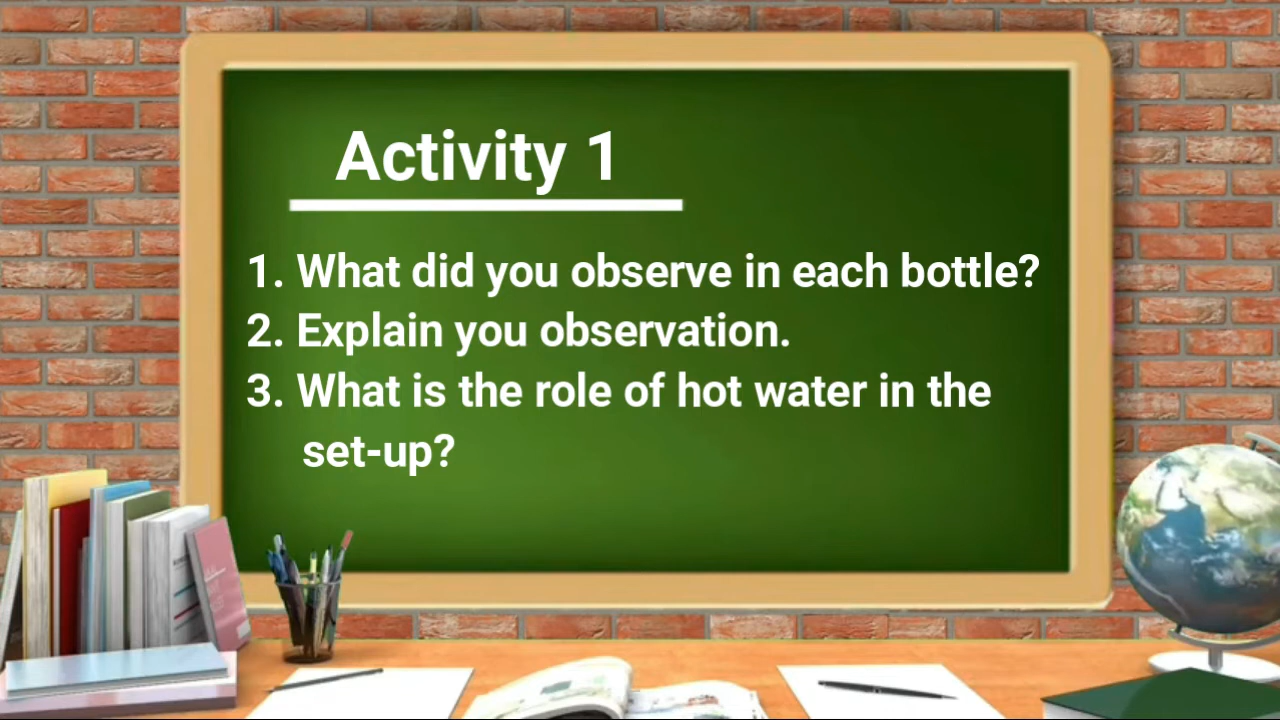 Activity 1
1. What did you observe in each bottle?
2. Explain you observation.
3. What is the role of hot water in the
set-up?